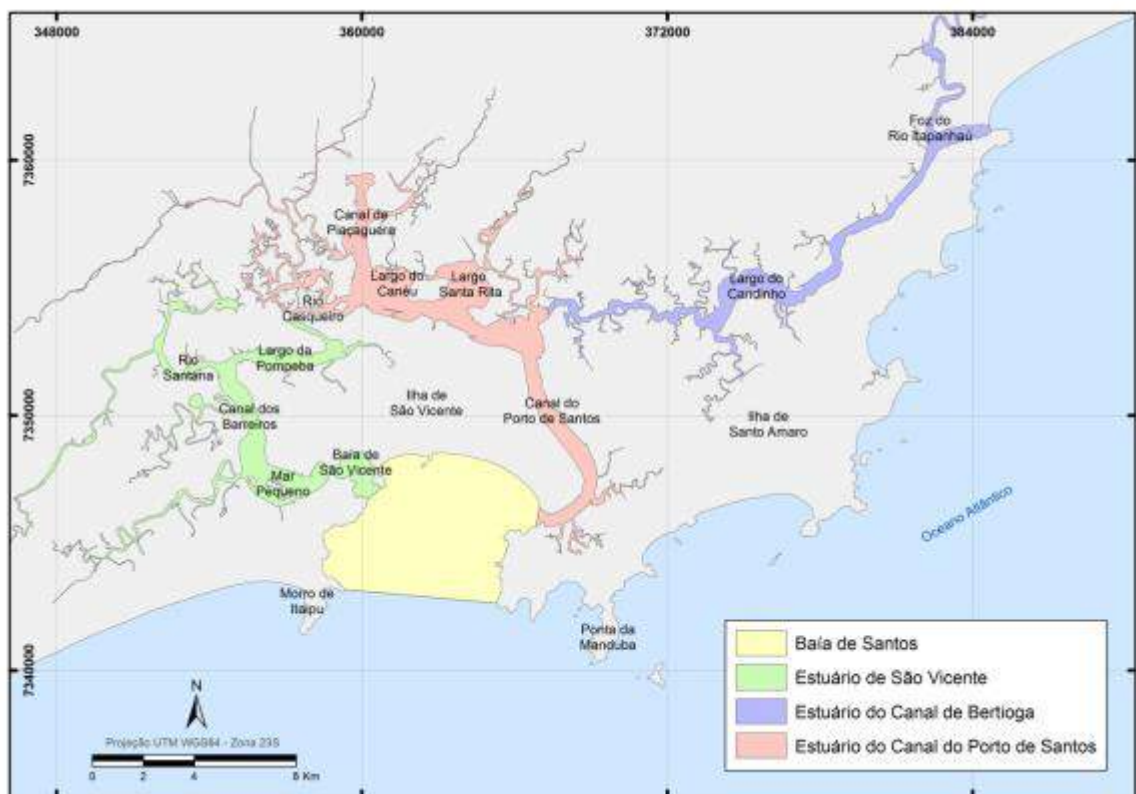 348000
360000
372000
384000
7360000
7350000
7340000
Foz do
Rio Itapanhaú
Canal de
Piaçaguera
Largo do
Canéu
Largo
Santa Rita
Largo do
Candinho
Rio
Casqueiro
Rio
Santana
Largo da
Pompeba
Ilha de
São Vicente
Canal do
Porto de Santos
Ilha de
Santo Amaro
Canal dos
Barreiros
Baía de
São Vicente
Mar
Pequeno
Oceano Atlântico
Morro de
Itaipu
Ponta da
Manduba
N
Projeção UTM WGS84 - Zona 23S
0 2 4 8 Km
Baía de Santos
Estuário de São Vicente
Estuário do Canal de Bertioga
Estuário do Canal do Porto de Santos